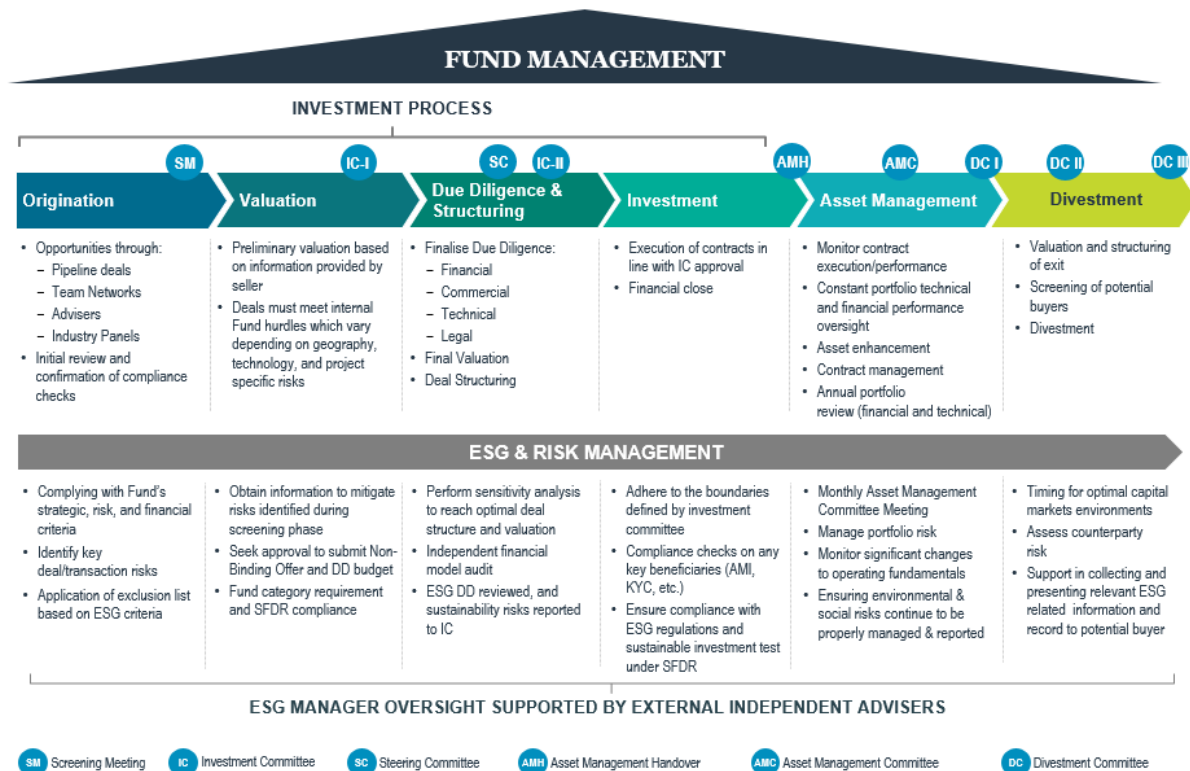 FUND MANAGEMENT
INVESTMENT PROCESS
SM
IC-I
SC
IC-II
AMH
AMC
DC I
DC II
DC III
Origination
Valuation
Due Diligence &
Structuring
Investment
Asset Management
Divestment
• Opportunities through:
– Pipeline deals
– Team Networks
– Advisers
– Industry Panels
• Initial review and
confirmation of compliance
checks
• Preliminary valuation based
on information provided by
seller
• Deals must meet internal
Fund hurdles which vary
depending on geography,
technology, and project
specific risks
• Finalise Due Diligence:
– Financial
– Commercial
– Technical
– Legal
• Final Valuation
• Deal Structuring
• Execution of contracts in
line with IC approval
• Financial close
• Monitor contract
execution/performance
• Constant portfolio technical
and financial performance
oversight
• Asset enhancement
• Contract management
• Annual portfolio
review (financial and technical)
• Valuation and structuring
of exit
• Screening of potential
buyers
• Divestment
ESG & RISK MANAGEMENT
• Complying with Fund's
strategic, risk, and financial
criteria
• Identify key
deal/transaction risks
• Application of exclusion list
based on ESG criteria
• Obtain information to mitigate
risks identified during
screening phase
• Seek approval to submit Non-
Binding Offer and DD budget
• Fund category requirement
and SFDR compliance
• Perform sensitivity analysis
to reach optimal deal
structure and valuation
• Independent financial
model audit
• ESG DD reviewed, and
sustainability risks reported
to IC
• Adhere to the boundaries
defined by investment
committee
• Compliance checks on any
key beneficiaries (AMI,
KYC, etc.)
• Ensure compliance with
ESG regulations and
sustainable investment test
under SFDR
• Monthly Asset Management
Committee Meeting
• Manage portfolio risk
• Monitor significant changes
to operating fundamentals
• Ensuring environmental &
social risks continue to be
properly managed & reported
• Timing for optimal capital
markets environments
• Assess counterparty
risk
• Support in collecting and
presenting relevant ESG
related information and
record to potential buyer
ESG MANAGER OVERSIGHT SUPPORTED BY EXTERNAL INDEPENDENT ADVISERS
SM Screening Meeting
IC Investment Committee
SC Steering Committee
AMH Asset Management Handover
AMC Asset Management Committee
DC Divestment Committee